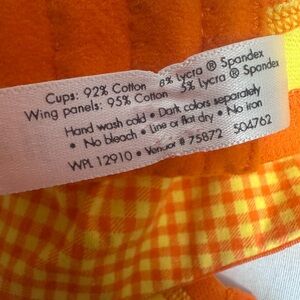 Cups: 92% Cotton 8% Lycra ® Spandex
Wing panels: 95% Cotton 5% Lycra ® Spandex
Hand wash cold • Dark colors separately
• No bleach • Line or flat dry • No iron
WPL 12910 • Vendor # 75872 504762